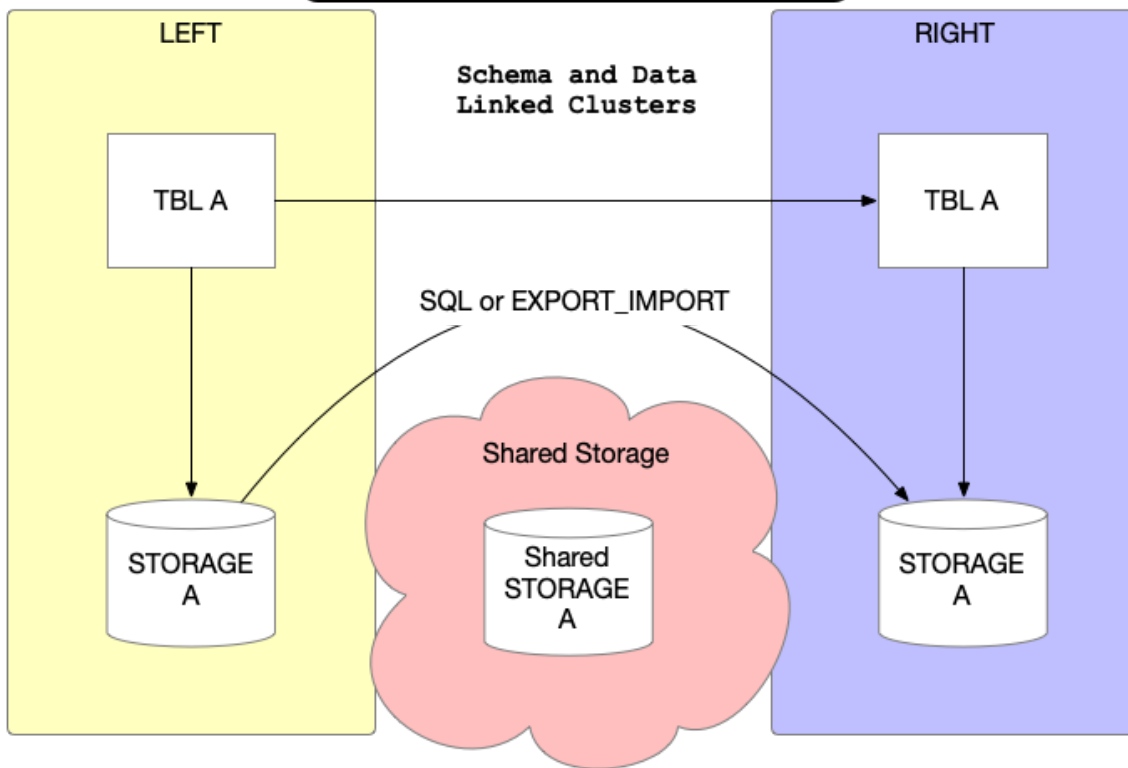 LEFT
RIGHT
Schema and Data
Linked Clusters
TBL A
TBL A
SQL or EXPORT_IMPORT
Shared Storage
STORAGE
A
Shared
STORAGE
A
STORAGE
A